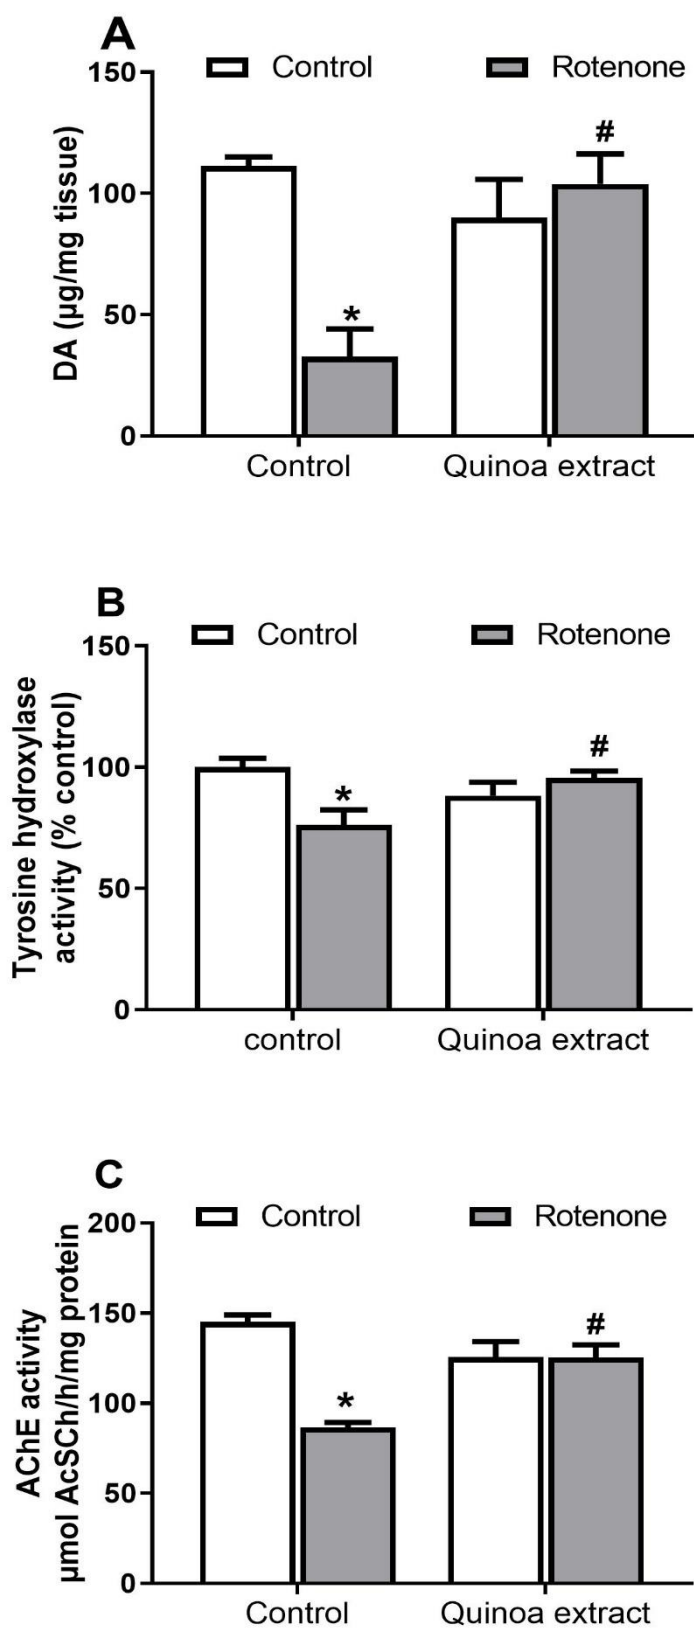 A
Control Rotenone
DA (µg/mg tissue)
150
100
50
0
*
#
Control Quinoa extract
B
Control Rotenone
Tyrosine hydroxylase
activity (% control)
150
100
50
0
*
#
control Quinoa extract
C
Control Rotenone
AChE activity
µmol AcSCh/h/mg protein
200
150
100
50
0
*
#
Control Quinoa extract